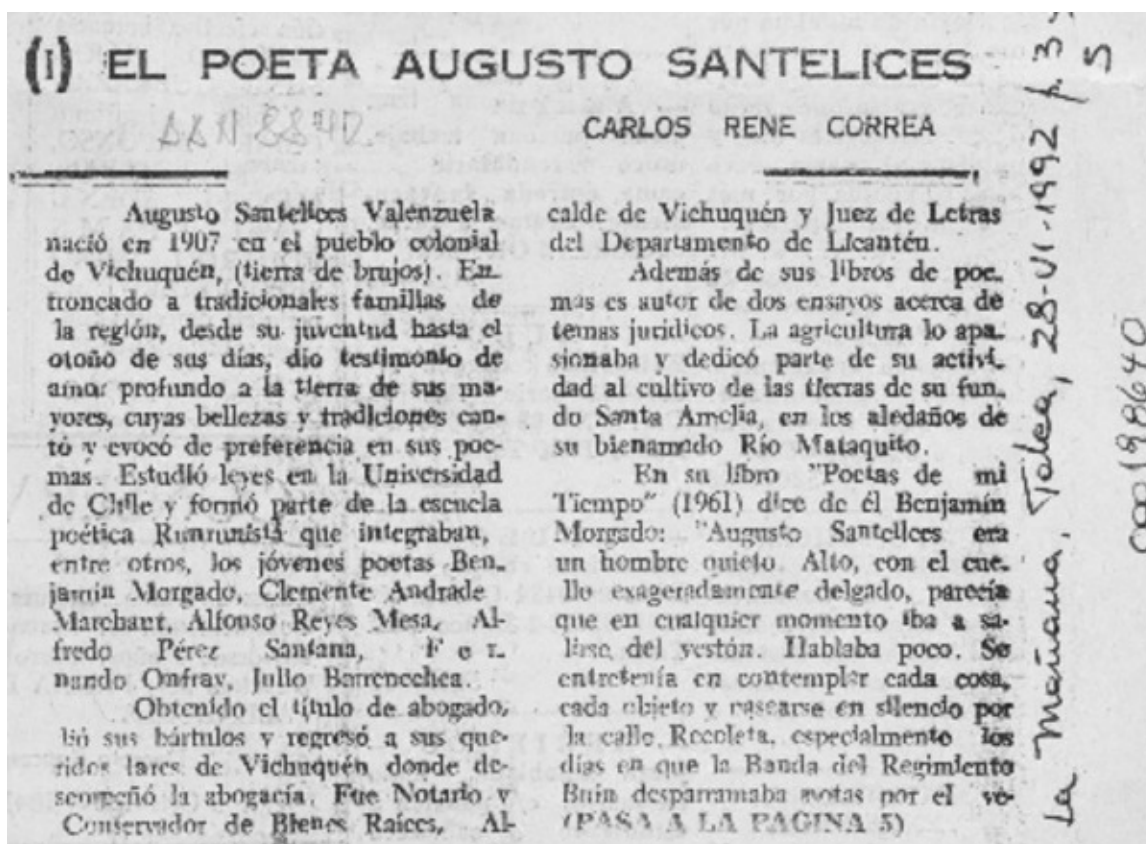 (I) EL POETA AUGUSTO SANTELICES
CARLOS RENE CORREA
Augusto Santelices Valenzuela
nació en 1907 en el pueblo colonial
de Vichuquén, (tierra de brujos). En-
troncado a tradicionales familias de
la región, desde su juventud hasta el
otoño de sus días, dio testimonio de
amor profundo a la tierra de sus ma-
yores, cuyas bellezas y tradiciones can-
tó y evocó de preferencia en sus poe-
mas. Estudió leyes en la Universidad
de Chile y formó parte de la escuela
poética Runrunista que integraban,
entre otros, los jóvenes poetas Ben-
jamín Morgado, Clemente Andrade
Marchant, Alfonso Reyes Mesa, Al-
fredo Pérez Santana, Fer-
nando Onfray, Julio Barrenechea.
Obtenido el título de abogado,
lió sus bártulos y regresó a sus que-
ridos lares de Vichuquén donde de-
sempeñó la abogacía. Fue Notario y
Conservador de Bienes Raíces, Al-
calde de Vichuquén y Juez de Letras
del Departamento de Licantén.
Además de sus libros de poe-
mas es autor de dos ensayos acerca de
temas jurídicos. La agricultura lo apa-
sionaba y dedicó parte de su activi-
dad al cultivo de las tierras de su fun-
do Santa Amelia, en los aledaños de
su bienamado Río Mataquito.
En su libro "Poetas de mi
Tiempo" (1961) dice de él Benjamín
Morgado: "Augusto Santelices era
un hombre quieto. Alto, con el cue-
llo exageradamente delgado, parecía
que en cualquier momento iba a sa-
lirse del vestón. Hablaba poco. Se
entretenía en contemplar cada cosa,
cada objeto y pasearse en silencio por
la calle Recoleta, especialmente los
días en que la Banda del Regimiento
Buin desparramaba notas por el ve-
(PASA A LA PAGINA 5)
La Mañana, Talca, 28-VI-1992 p. 3-
5
000188640